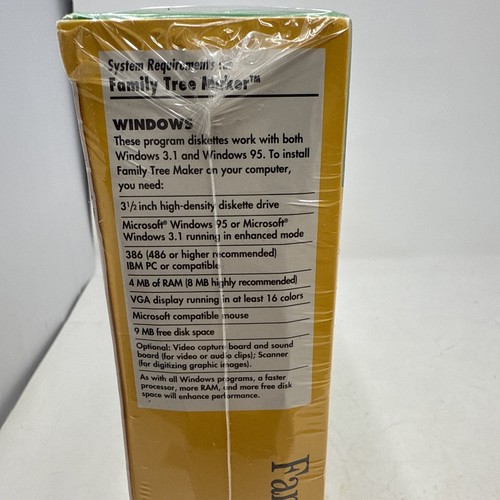 System Requirements for
Family Tree Maker™
WINDOWS
These program diskettes work with both
Windows 3.1 and Windows 95. To install
Family Tree Maker on your computer,
you need:
3½ inch high-density diskette drive
Microsoft® Windows 95 or Microsoft®
Windows 3.1 running in enhanced mode
386 (486 or higher recommended)
IBM PC or compatible
4 MB of RAM (8 MB highly recommended)
VGA display running in at least 16 colors
Microsoft compatible mouse
9 MB free disk space
Optional: Video capture board and sound
board (for video or audio clips); Scanner
(for digitizing graphic images).
As with all Windows programs, a faster
processor, more RAM, and more free disk
space will enhance performance.